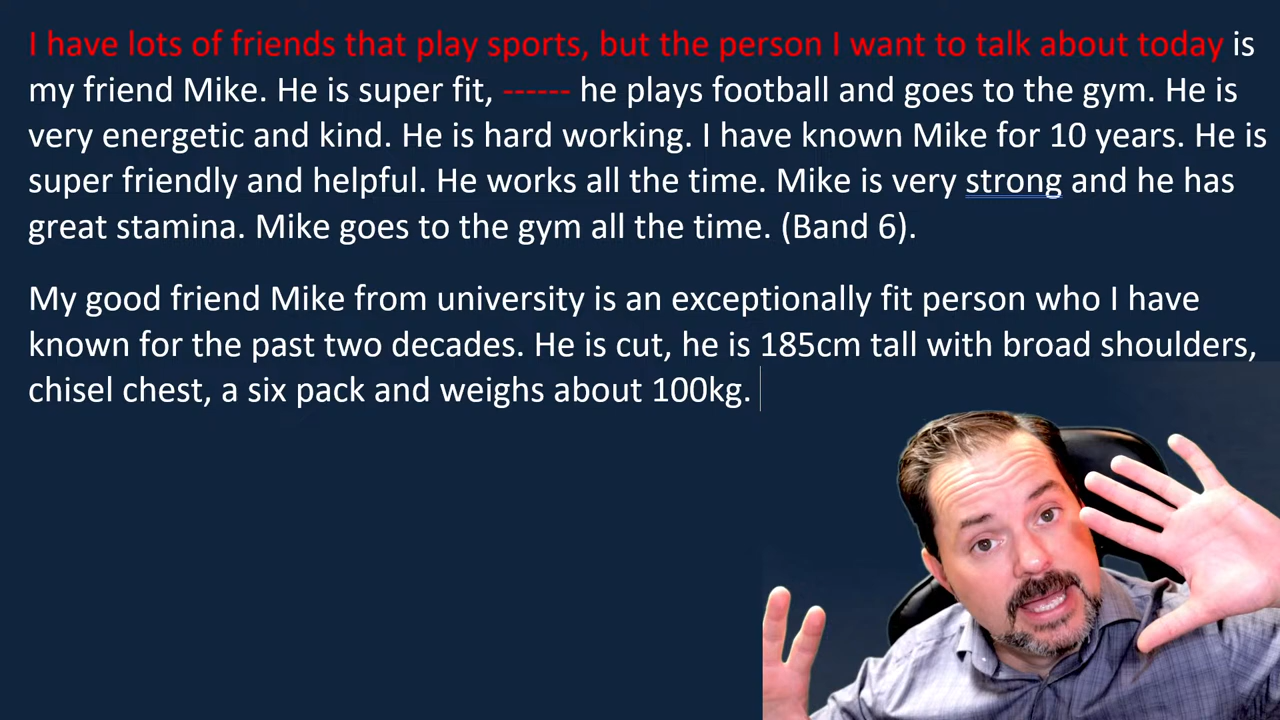 I have lots of friends that play sports, but the person I want to talk about today is
my friend Mike. He is super fit, ------ he plays football and goes to the gym. He is
very energetic and kind. He is hard working. I have known Mike for 10 years. He is
super friendly and helpful. He works all the time. Mike is very strong and he has
great stamina. Mike goes to the gym all the time. (Band 6).
My good friend Mike from university is an exceptionally fit person who I have
known for the past two decades. He is cut, he is 185cm tall with broad shoulders,
chisel chest, a six pack and weighs about 100kg.